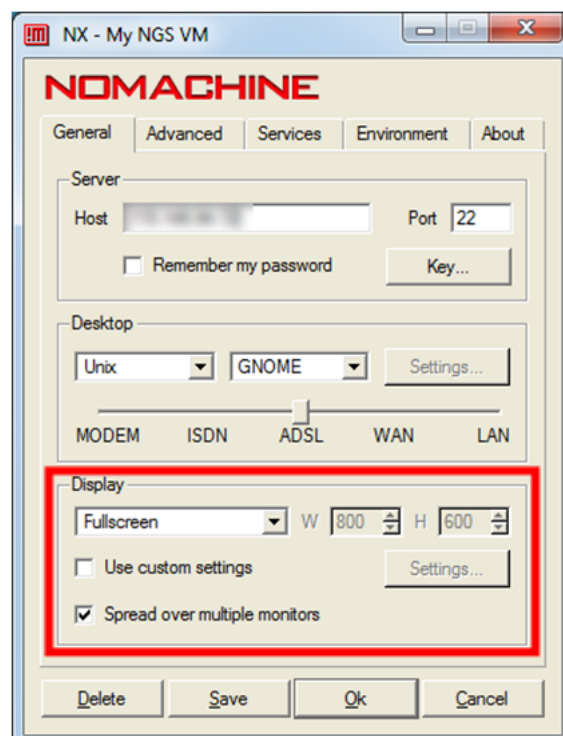 NX - My NGS VM
NOMACHINE
General Advanced Services Environment About
Server
Host Port 22
Remember my password Key...
Desktop
Unix GNOME Settings...
MODEM ISDN ADSL WAN LAN
Display
Fullscreen W 800 H 600
Use custom settings Settings...
Spread over multiple monitors
Delete Save Ok Cancel